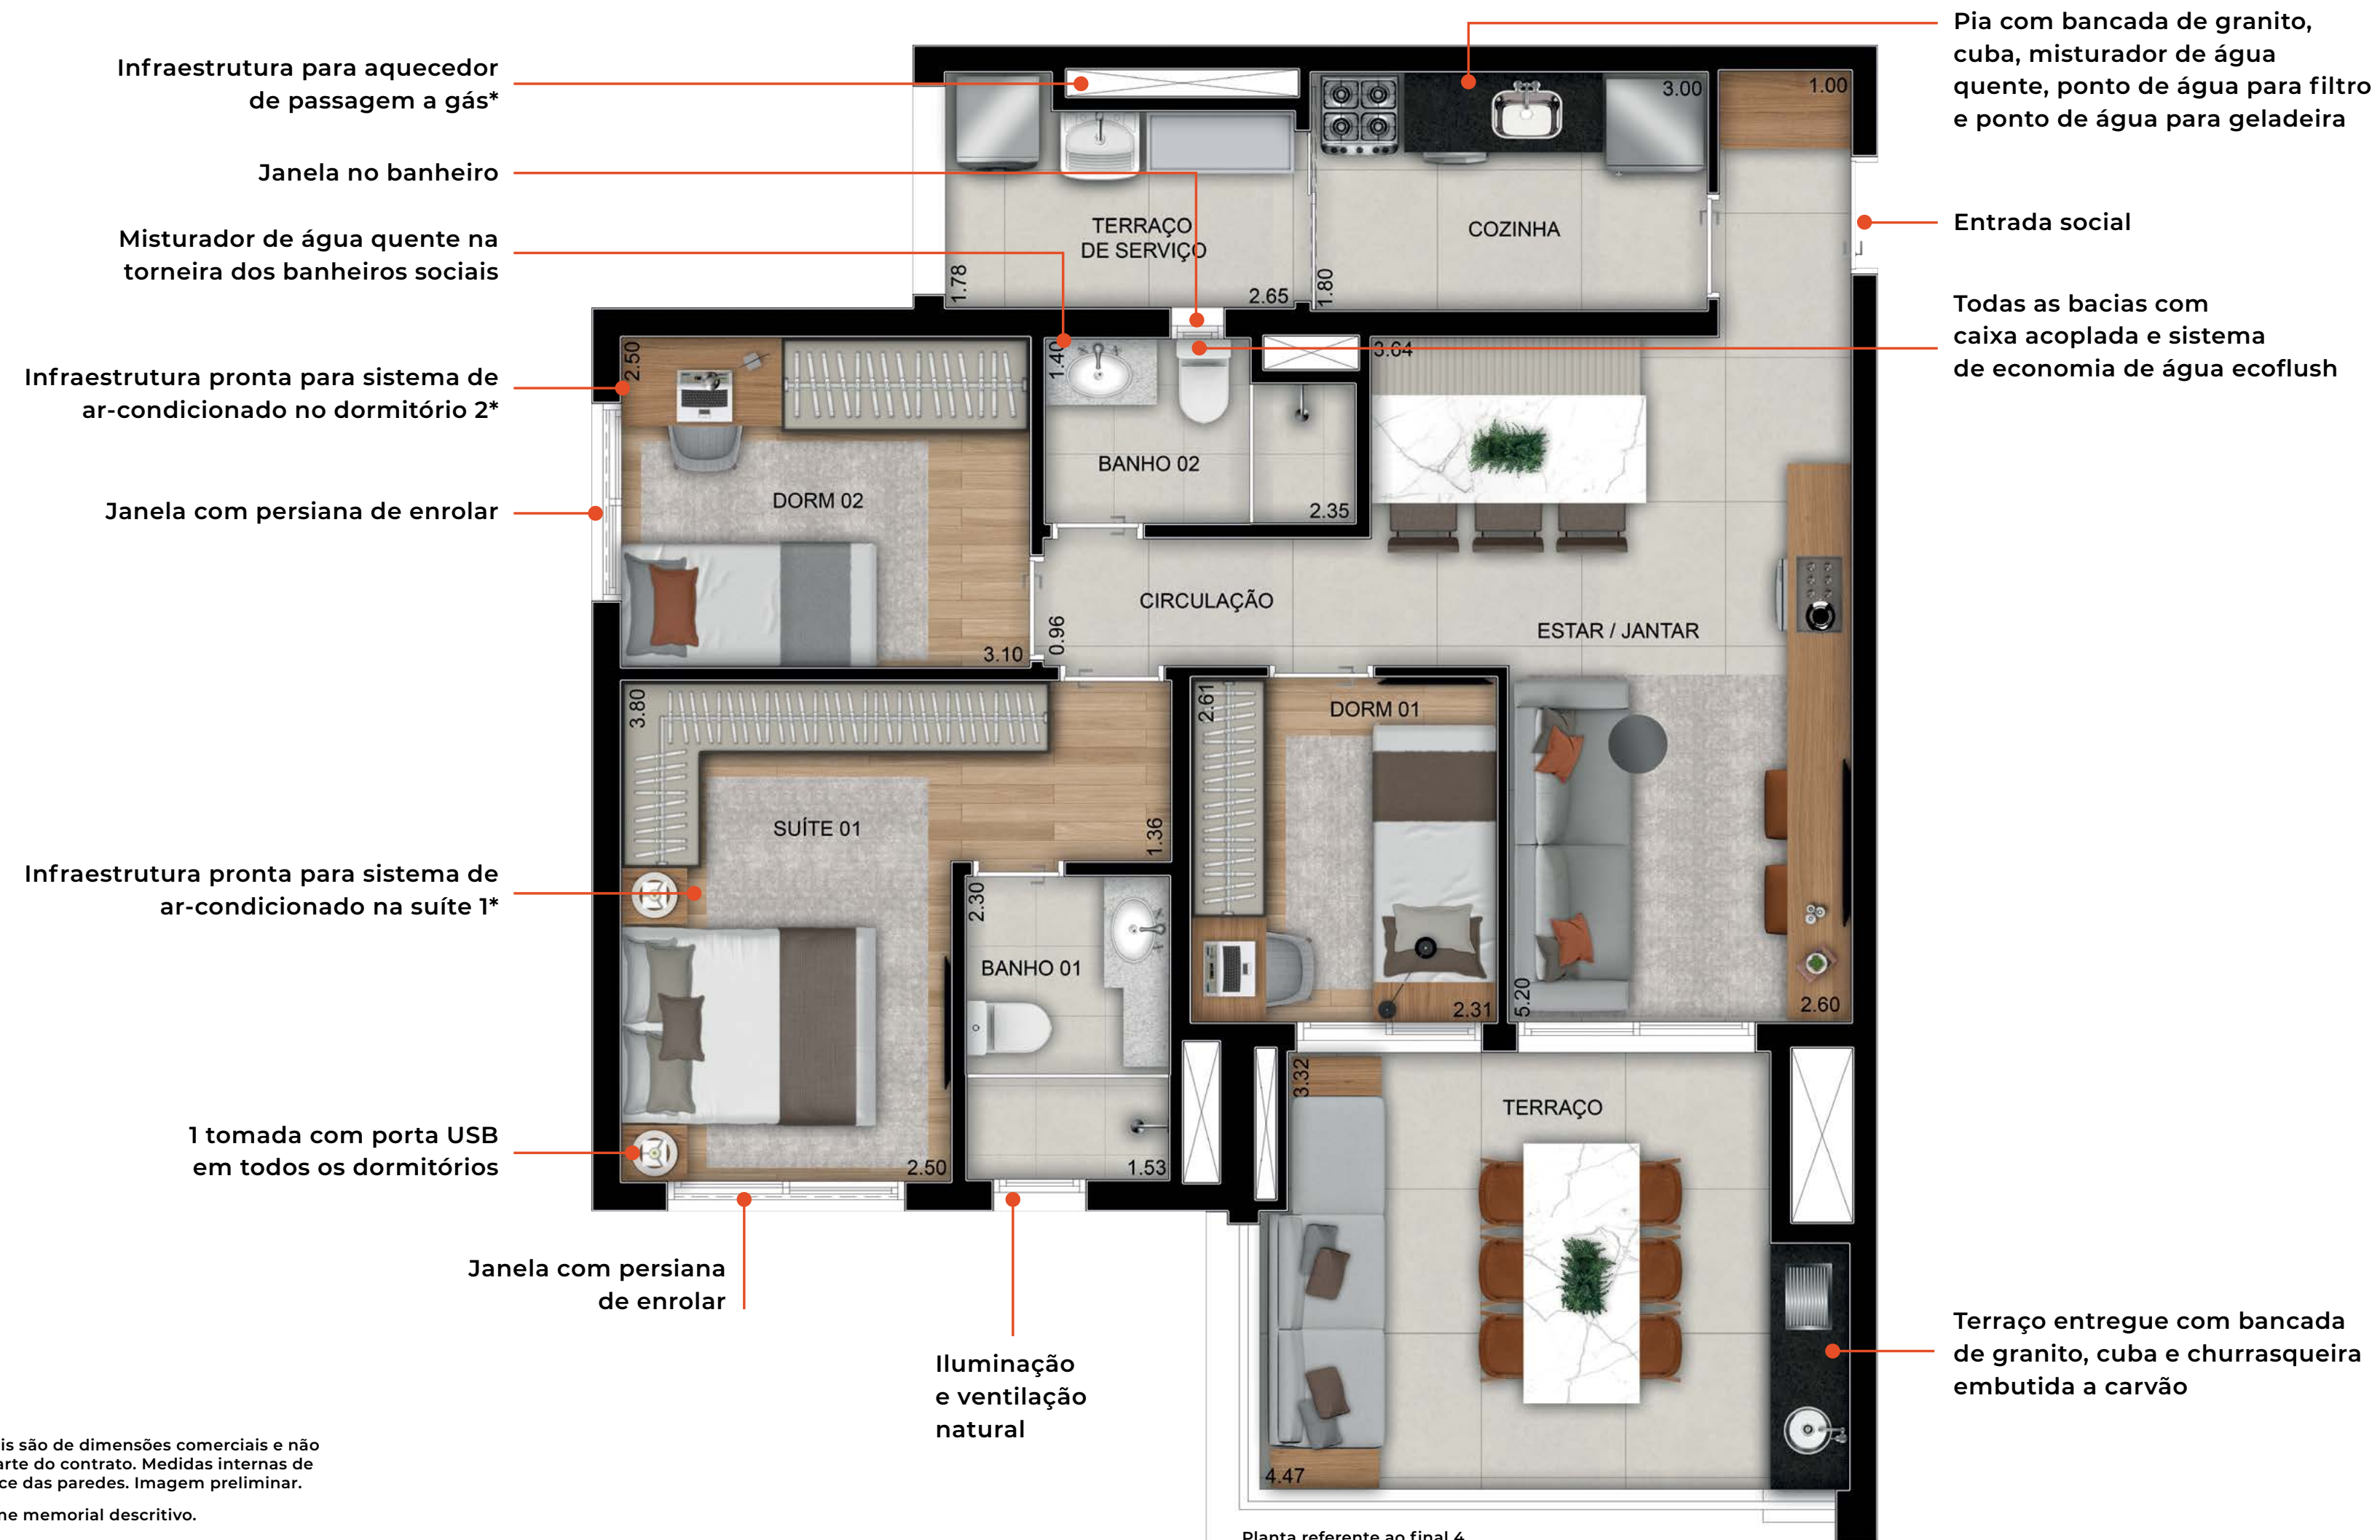 Infraestrutura para aquecedor
de passagem a gás*
Janela no banheiro
Misturador de água quente na
torneira dos banheiros sociais
Infraestrutura pronta para sistema de
ar-condicionado no dormitório 2*
Janela com persiana de enrolar
Infraestrutura pronta para sistema de
ar-condicionado na suíte 1*
1 tomada com porta USB
em todos os dormitórios
Janela com persiana
de enrolar
Iluminação
e ventilação
natural
Pia com bancada de granito,
cuba, misturador de água
quente, ponto de água para filtro
e ponto de água para geladeira
Entrada social
Todas as bacias com
caixa acoplada e sistema
de economia de água ecoflush
Terraço entregue com bancada
de granito, cuba e churrasqueira
embutida a carvão
TERRAÇO
DE SERVIÇO
1.78
2.65
COZINHA
3.00
1.80
1.00
DORM 02
2.50
3.10
BANHO 02
1.40
2.35
3.64
CIRCULAÇÃO
0.96
ESTAR / JANTAR
5.20
2.60
SUÍTE 01
3.80
1.36
2.50
BANHO 01
2.30
1.53
DORM 01
2.61
2.31
TERRAÇO
3.32
4.47
is são de dimensões comerciais e não
arte do contrato. Medidas internas de
ce das paredes. Imagem preliminar.
ne memorial descritivo.
Planta referente ao final 4